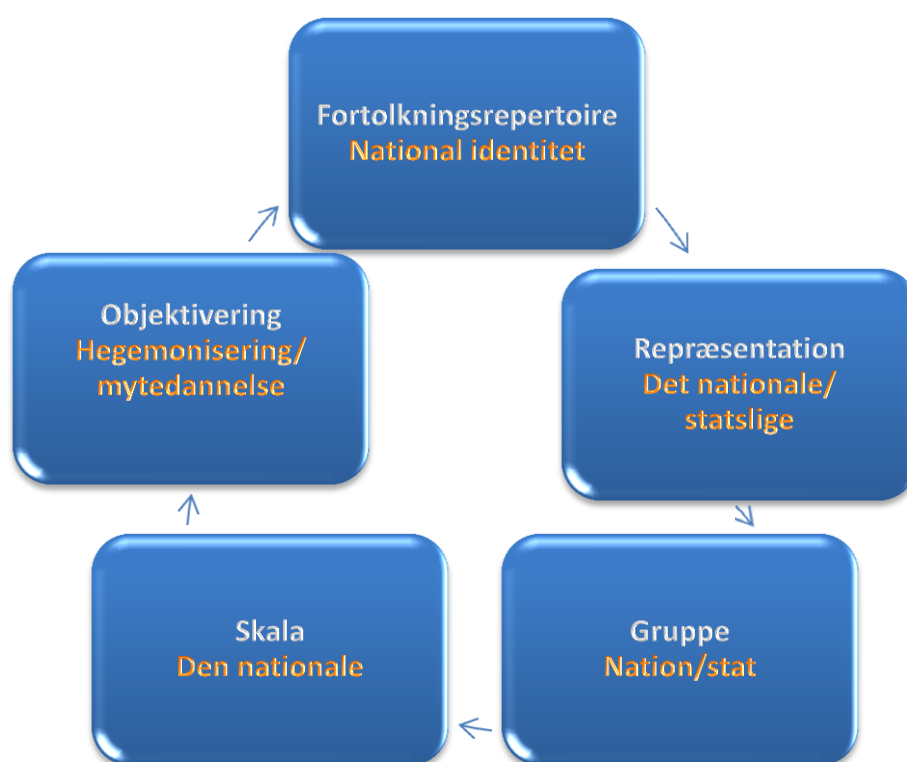 Fortolkningsrepertoire
National identitet
Repræsentation
Det nationale/
statslige
Gruppe
Nation/stat
Skala
Den nationale
Objektivering
Hegemonisering/
mytedannelse